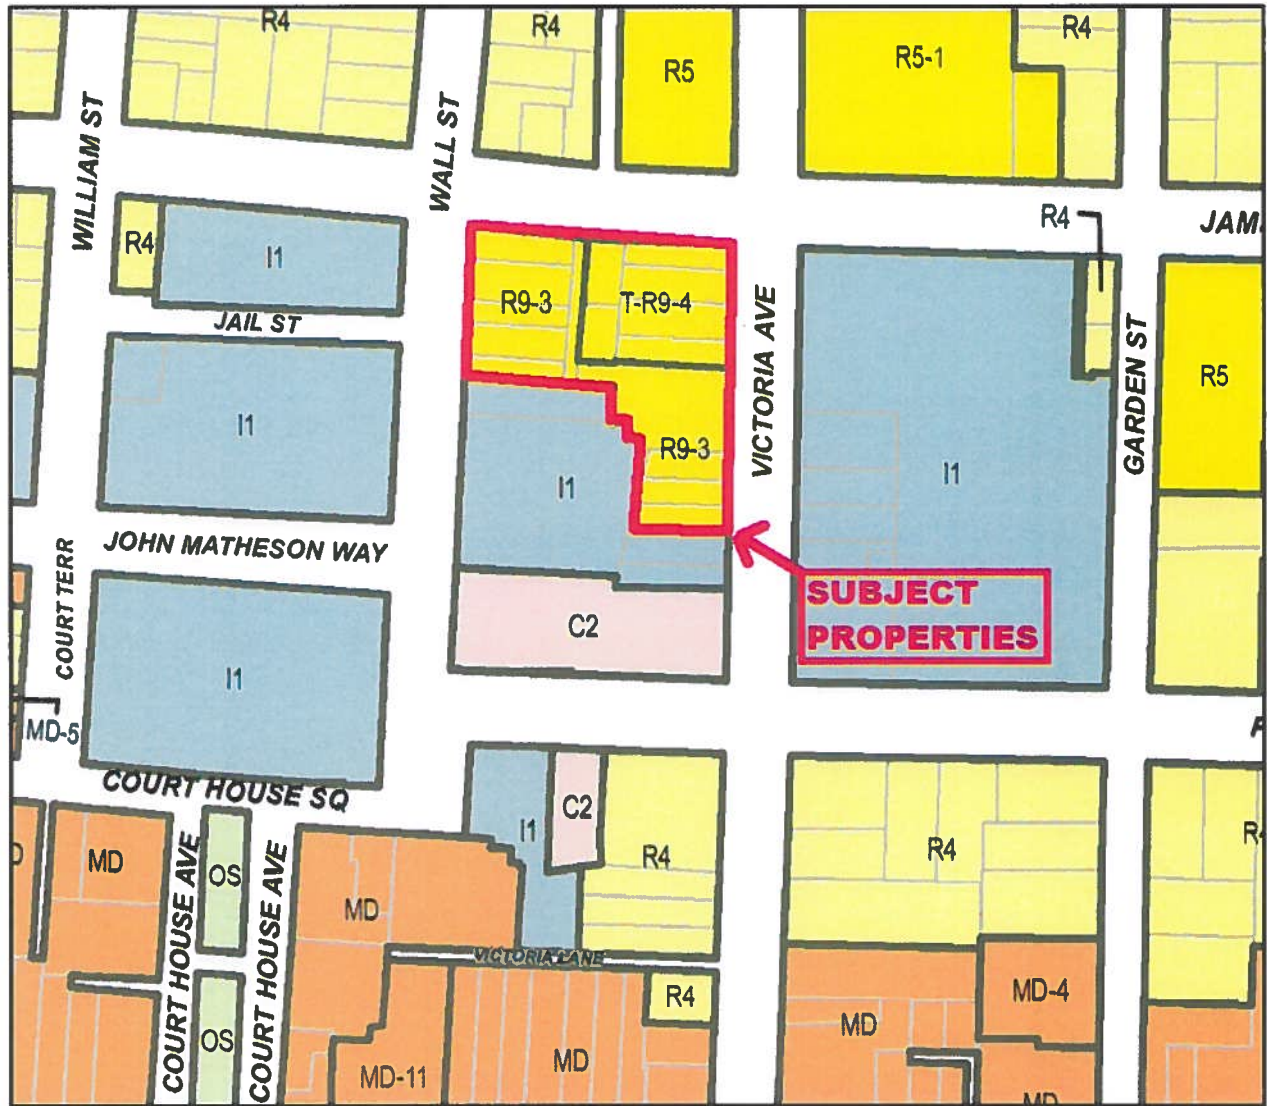 R4
R4
R5
R5-1
R4
WILLIAM ST
WALL ST
R4
I1
JAIL ST
R4
JAM
R9-3
T-R9-4
VICTORIA AVE
GARDEN ST
R5
I1
R9-3
I1
I1
JOHN MATHESON WAY
COURT TERR
SUBJECT
PROPERTIES
C2
I1
MD-5
COURT HOUSE SQ
C2
I1
R4
R4
R
MD
COURT HOUSE AVE
OS
COURT HOUSE AVE
MD
VICTORIA LANE
R4
MD-4
MD
OS
MD-11
MD
MD